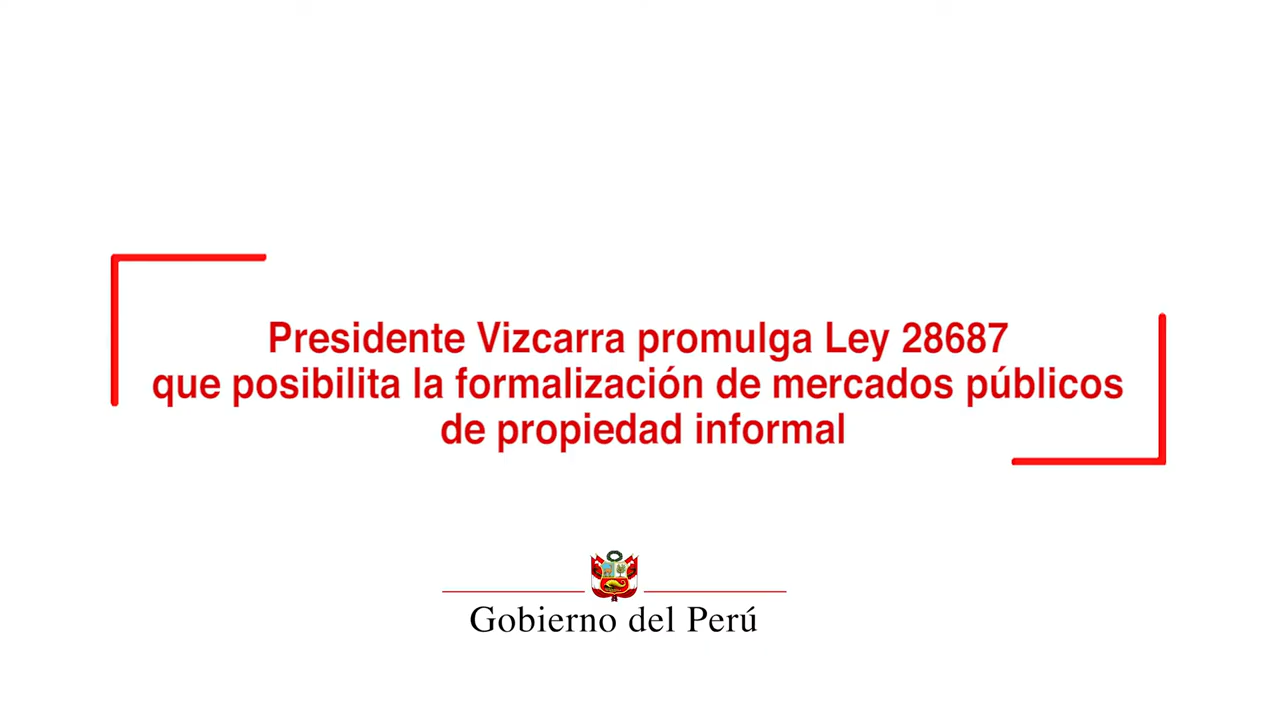 Presidente Vizcarra promulga Ley 28687
que posibilita la formalización de mercados públicos
de propiedad informal
Gobierno del Perú